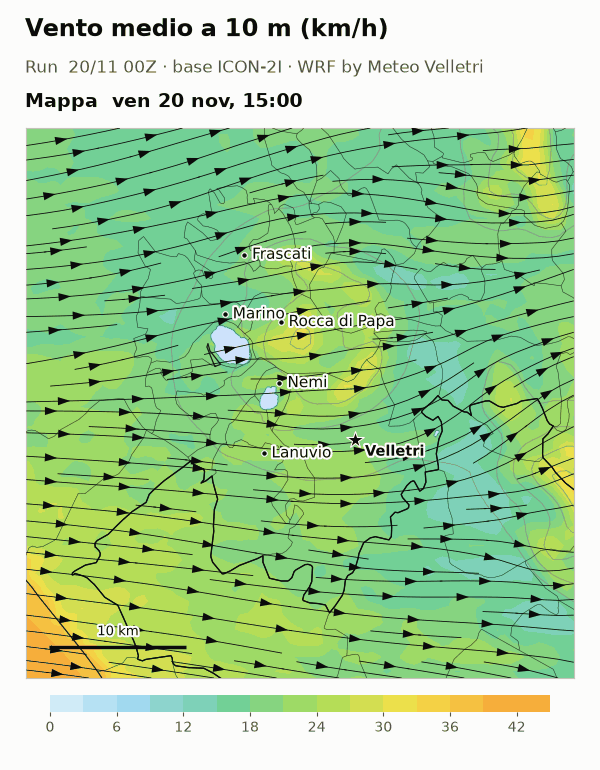 Vento medio a 10 m (km/h)
Run 20/11 00Z · base ICON-2I · WRF by Meteo Velletri
Mappa ven 20 nov, 15:00
Frascati
Marino
Rocca di Papa
Nemi
Velletri
Lanuvio
10 km
0 6 12 18 24 30 36 42